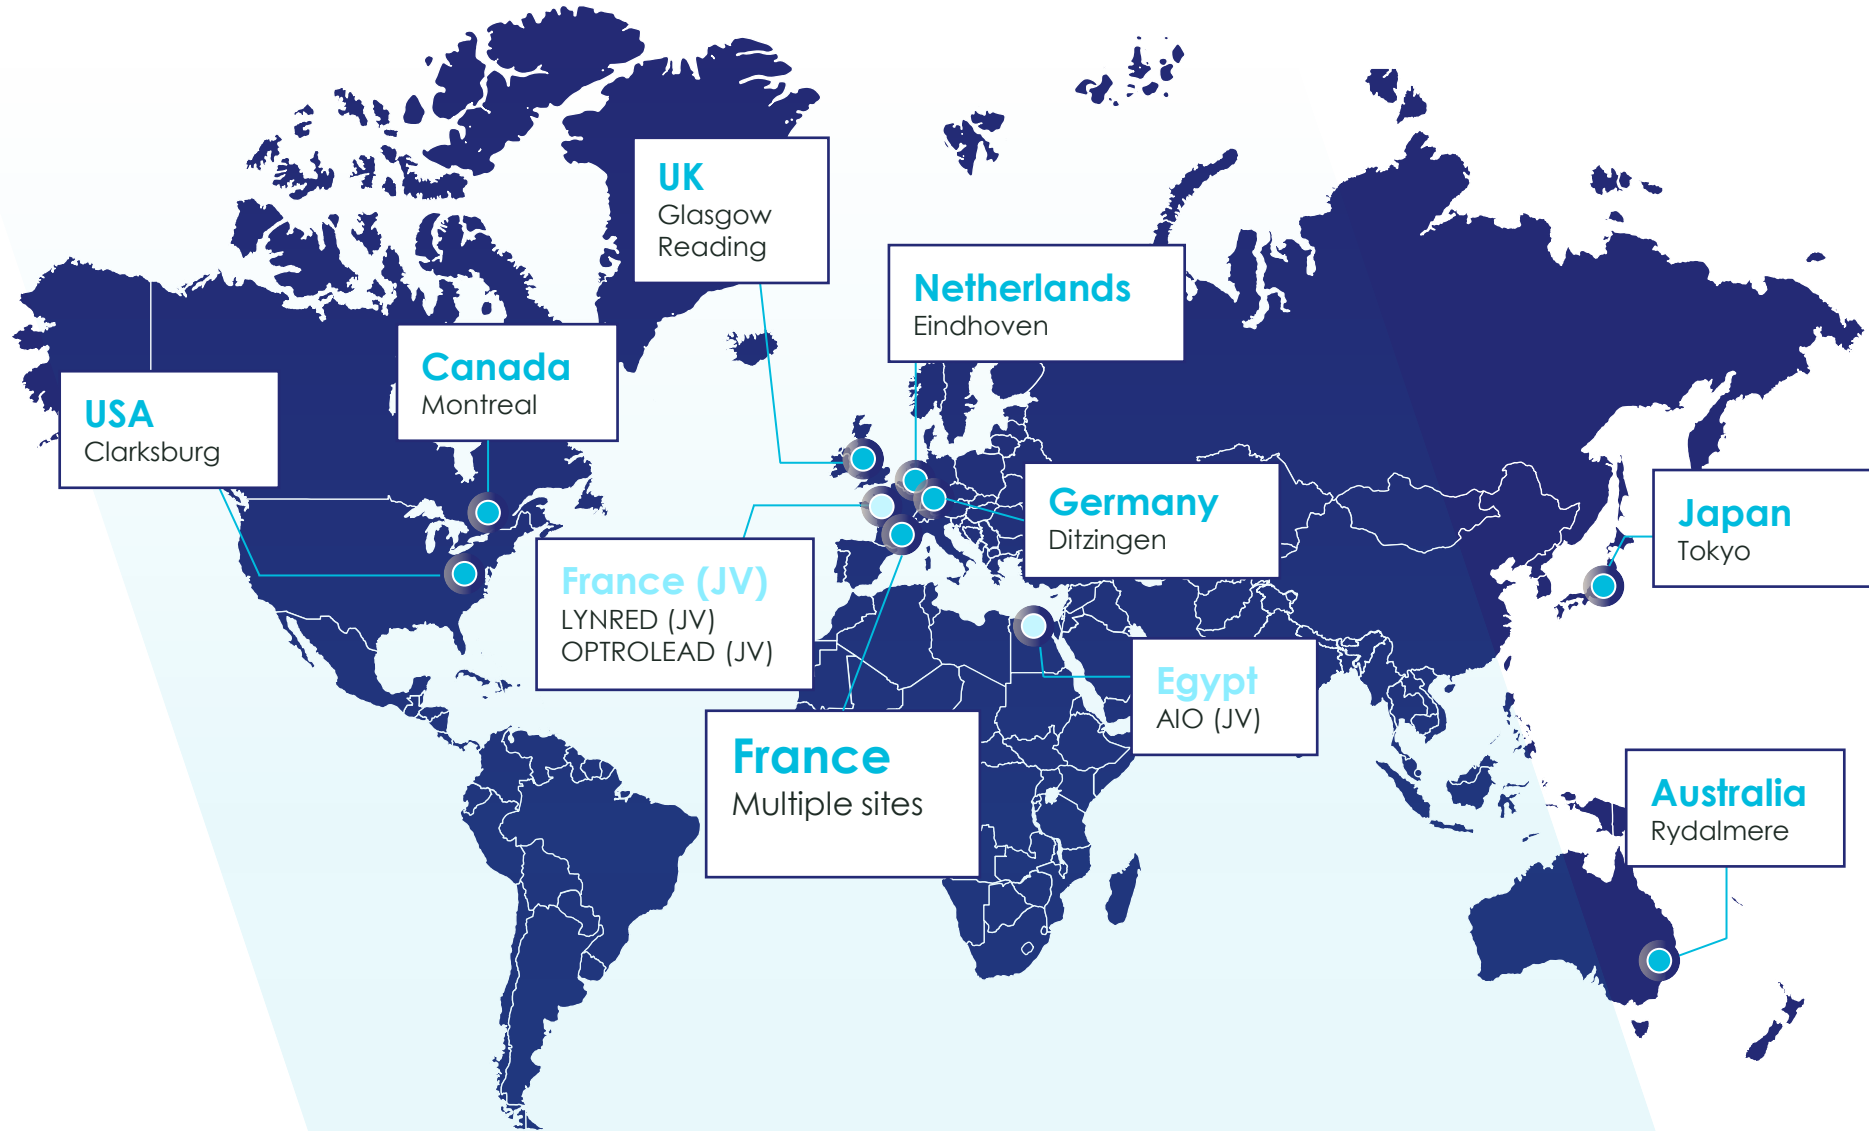 UK
Glasgow
Reading
Netherlands
Eindhoven
Canada
Montreal
USA
Clarksburg
Germany
Ditzingen
Japan
Tokyo
France (JV)
LYNRED (JV)
OPTROLEAD (JV)
Egypt
AIO (JV)
France
Multiple sites
Australia
Rydalmere